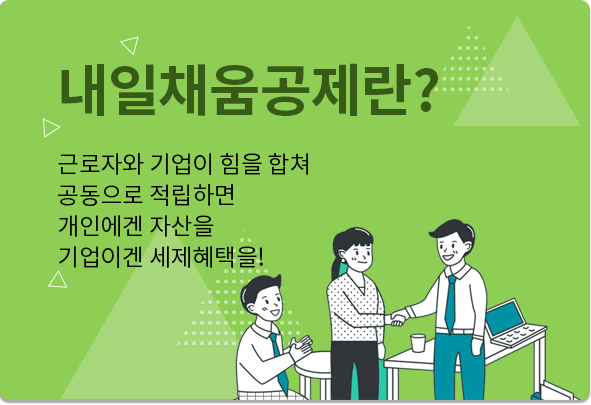 내일채움공제란?
근로자와 기업이 힘을 합쳐
공동으로 적립하면
개인에겐 자산을
기업이겐 세제혜택을!